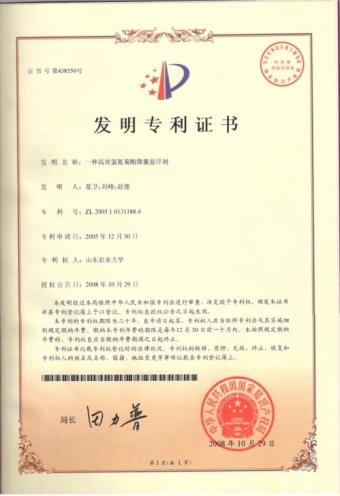 证书号第438550号
发明专利证书
发明名称：一种高效氯氰菊酯微囊悬浮剂
发明人：慕卫;刘峰;赵德
专利号：ZL 2005 1 0131188.4
专利申请日：2005年12月30日
专利权人：山东农业大学
授权公告日：2008年10月29日
本发明经过本局依照中华人民共和国专利法进行审查，决定授予专利权，颁发本证书
并在专利登记簿上予以登记。专利权自授权公告之日起生效。
本专利的专利权期限为二十年，自申请日起算。专利权人应当依照专利法及其实施细
则规定缴纳年费。缴纳本专利年费的期限是每年12月30日前一个月内。未按照规定缴纳
年费的，专利权自应当缴纳年费期满之日起终止。
专利证书记载专利权登记时的法律状况。专利权的转移、质押、无效、终止、恢复和
专利权人的姓名或名称、国籍、地址变更等事项记载在专利登记簿上。
局长 田力普
中华人民共和国国家知识产权局
2008年10月29日
第1页(共1页)